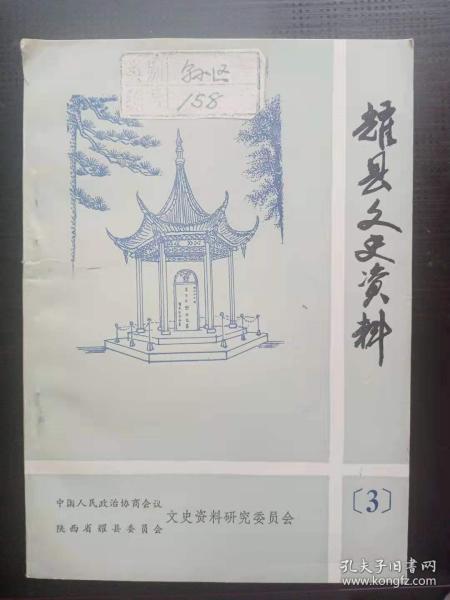 158
耀县文史资料
〔3〕
中国人民政治协商会议
陕西省耀县委员会
文史资料研究委员会
孔夫子旧书网
www.kongfz.com